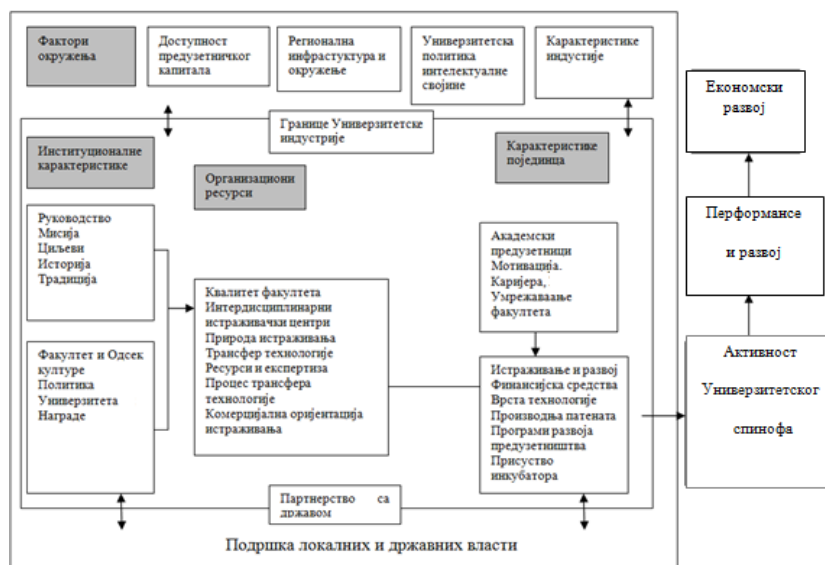 Фактори
окружења
Доступност
предузетничког
капитала
Регионална
инфрастуктура и
окружење
Универзитетска
политика
интелектуалне
својине
Карактеристике
индустије
Границе Универзитетске
индустрије
Институционалне
карактеристике
Организациони
ресурси
Карактеристике
појединца
Руководство
Мисија
Циљеви
Историја
Традиција
Академски
предузетници
Мотивација.
Каријера,
Умрежаваање
факултета
Квалитет факултета
Интердисциплинарни
истраживачки центри
Природа истраживања
Трансфер технологије
Ресурси и експертиза
Процес трансфера
технологије
Комерцијална оријентација
истраживања
Факултет и Одсек
културе
Политика
Универзитета
Награде
Истраживање и развој
Финансијска средства
Врста технологије
Производња патената
Програми развоја
предузетништва
Присуство
инкубатора
Партнерство са
државом
Подршка локалних и државних власти
Економски
развој
Перформансе
и развој
Активност
Универзитетског
спинофа